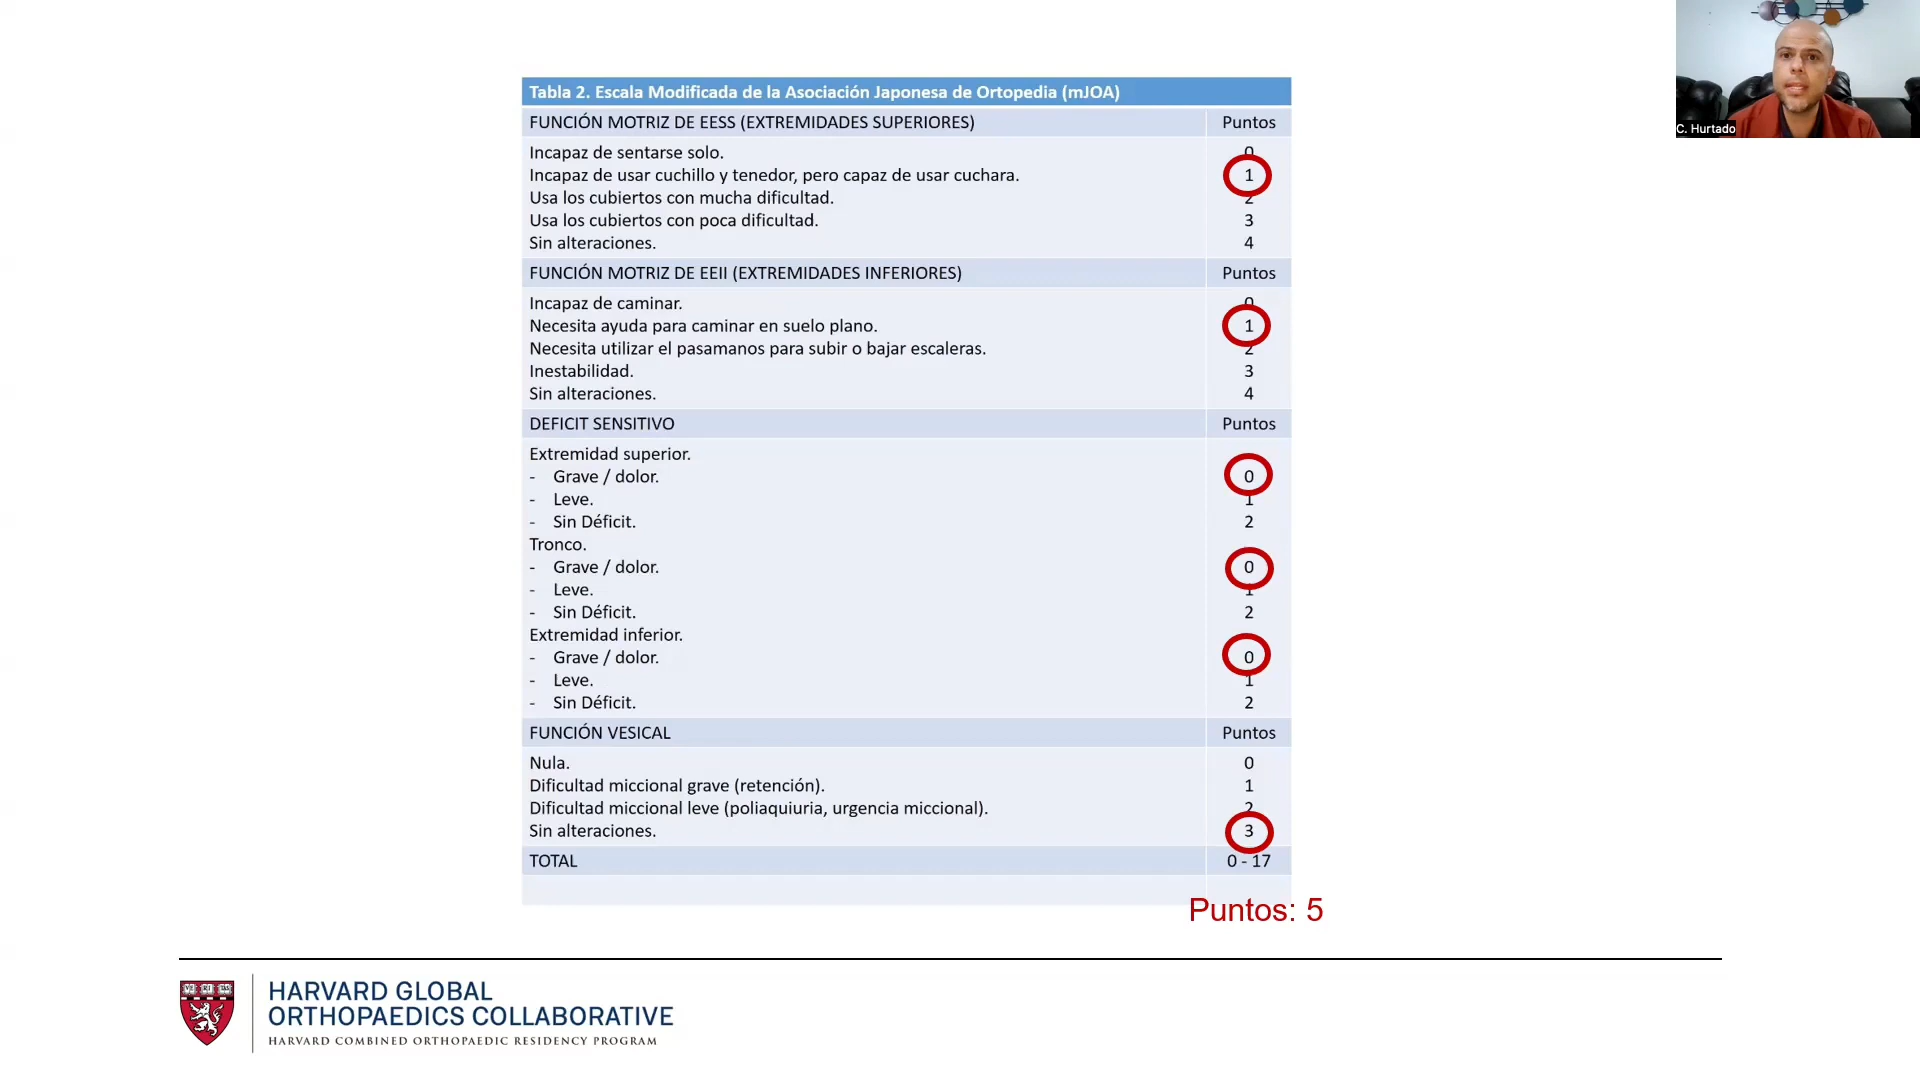 C. Hurtado
Tabla 2. Escala Modificada de la Asociación Japonesa de Ortopedia (mJOA)
FUNCIÓN MOTRIZ DE EESS (EXTREMIDADES SUPERIORES) Puntos
Incapaz de sentarse solo. 0
Incapaz de usar cuchillo y tenedor, pero capaz de usar cuchara. 1
Usa los cubiertos con mucha dificultad. 2
Usa los cubiertos con poca dificultad. 3
Sin alteraciones. 4
FUNCIÓN MOTRIZ DE EEII (EXTREMIDADES INFERIORES) Puntos
Incapaz de caminar. 0
Necesita ayuda para caminar en suelo plano. 1
Necesita utilizar el pasamanos para subir o bajar escaleras. 2
Inestabilidad. 3
Sin alteraciones. 4
DEFICIT SENSITIVO Puntos
Extremidad superior.
- Grave / dolor. 0
- Leve. 1
- Sin Déficit. 2
Tronco.
- Grave / dolor. 0
- Leve. 1
- Sin Déficit. 2
Extremidad inferior.
- Grave / dolor. 0
- Leve. 1
- Sin Déficit. 2
FUNCIÓN VESICAL Puntos
Nula. 0
Dificultad miccional grave (retención). 1
Dificultad miccional leve (poliaquiuria, urgencia miccional). 2
Sin alteraciones. 3
TOTAL 0 - 17
Puntos: 5
VE RI TAS
HARVARD GLOBAL
ORTHOPAEDICS COLLABORATIVE
HARVARD COMBINED ORTHOPAEDIC RESIDENCY PROGRAM